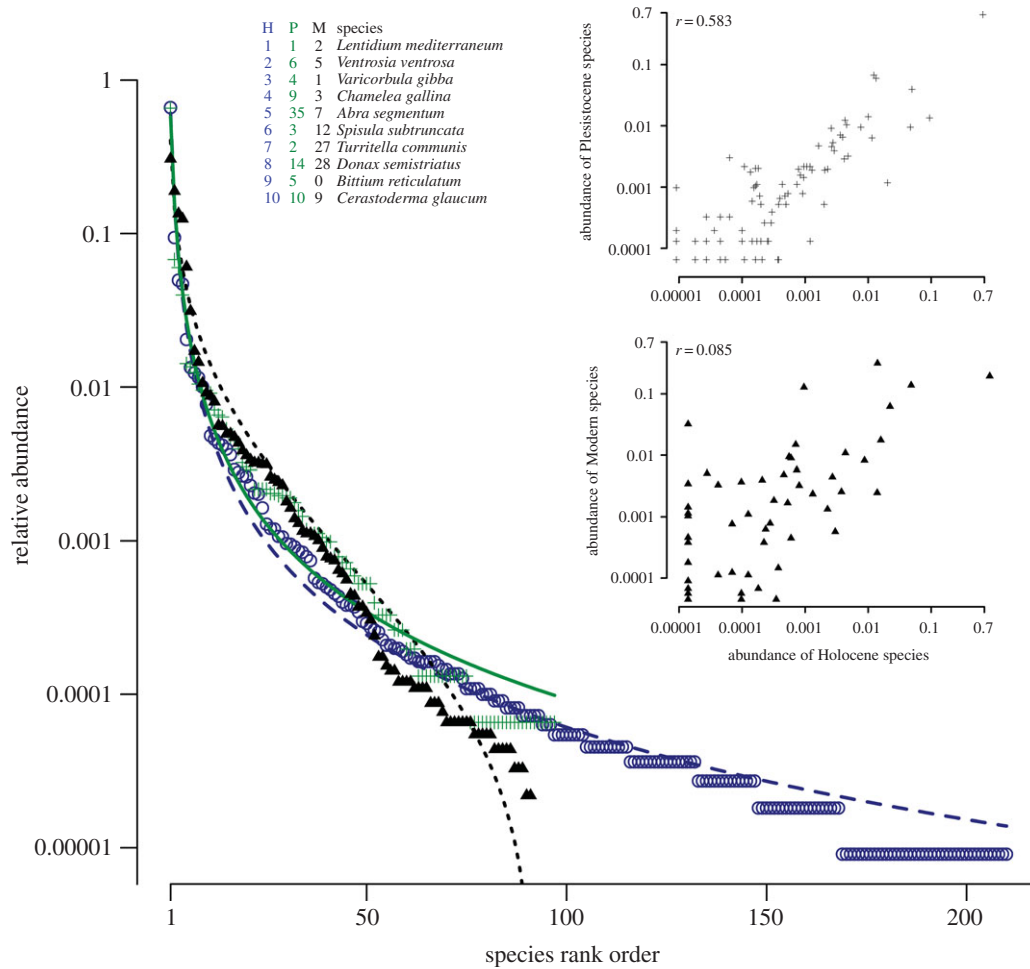 H P M species
1 1 2 Lentidium mediterraneum
2 6 5 Ventrosia ventrosa
3 4 1 Varicorbula gibba
4 9 3 Chamelea gallina
5 35 7 Abra segmentum
6 3 12 Spisula subtruncata
7 2 27 Turritella communis
8 14 28 Donax semistriatus
9 5 0 Bittium reticulatum
10 10 9 Cerastoderma glaucum
relative abundance
1
0.1
0.01
0.001
0.0001
0.00001
1 50 100 150 200
species rank order
abundance of Plesistocene species
r = 0.583
0.7
0.1
0.01
0.001
0.0001
0.00001 0.0001 0.001 0.01 0.1 0.7
abundance of Modern species
r = 0.085
0.7
0.1
0.01
0.001
0.0001
0.00001 0.0001 0.001 0.01 0.1 0.7
abundance of Holocene species